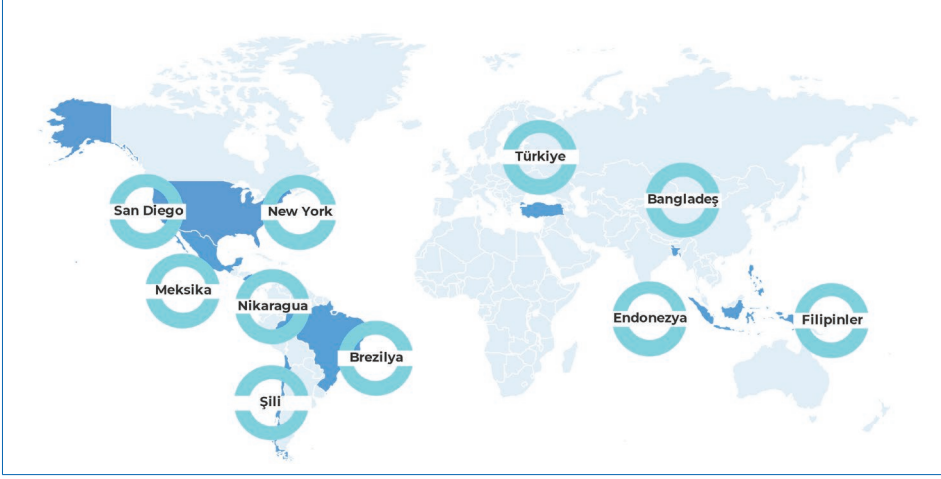 Türkiye
Bangladeş
San Diego
New York
Meksika
Nikaragua
Endonezya
Filipinler
Brezilya
Şili